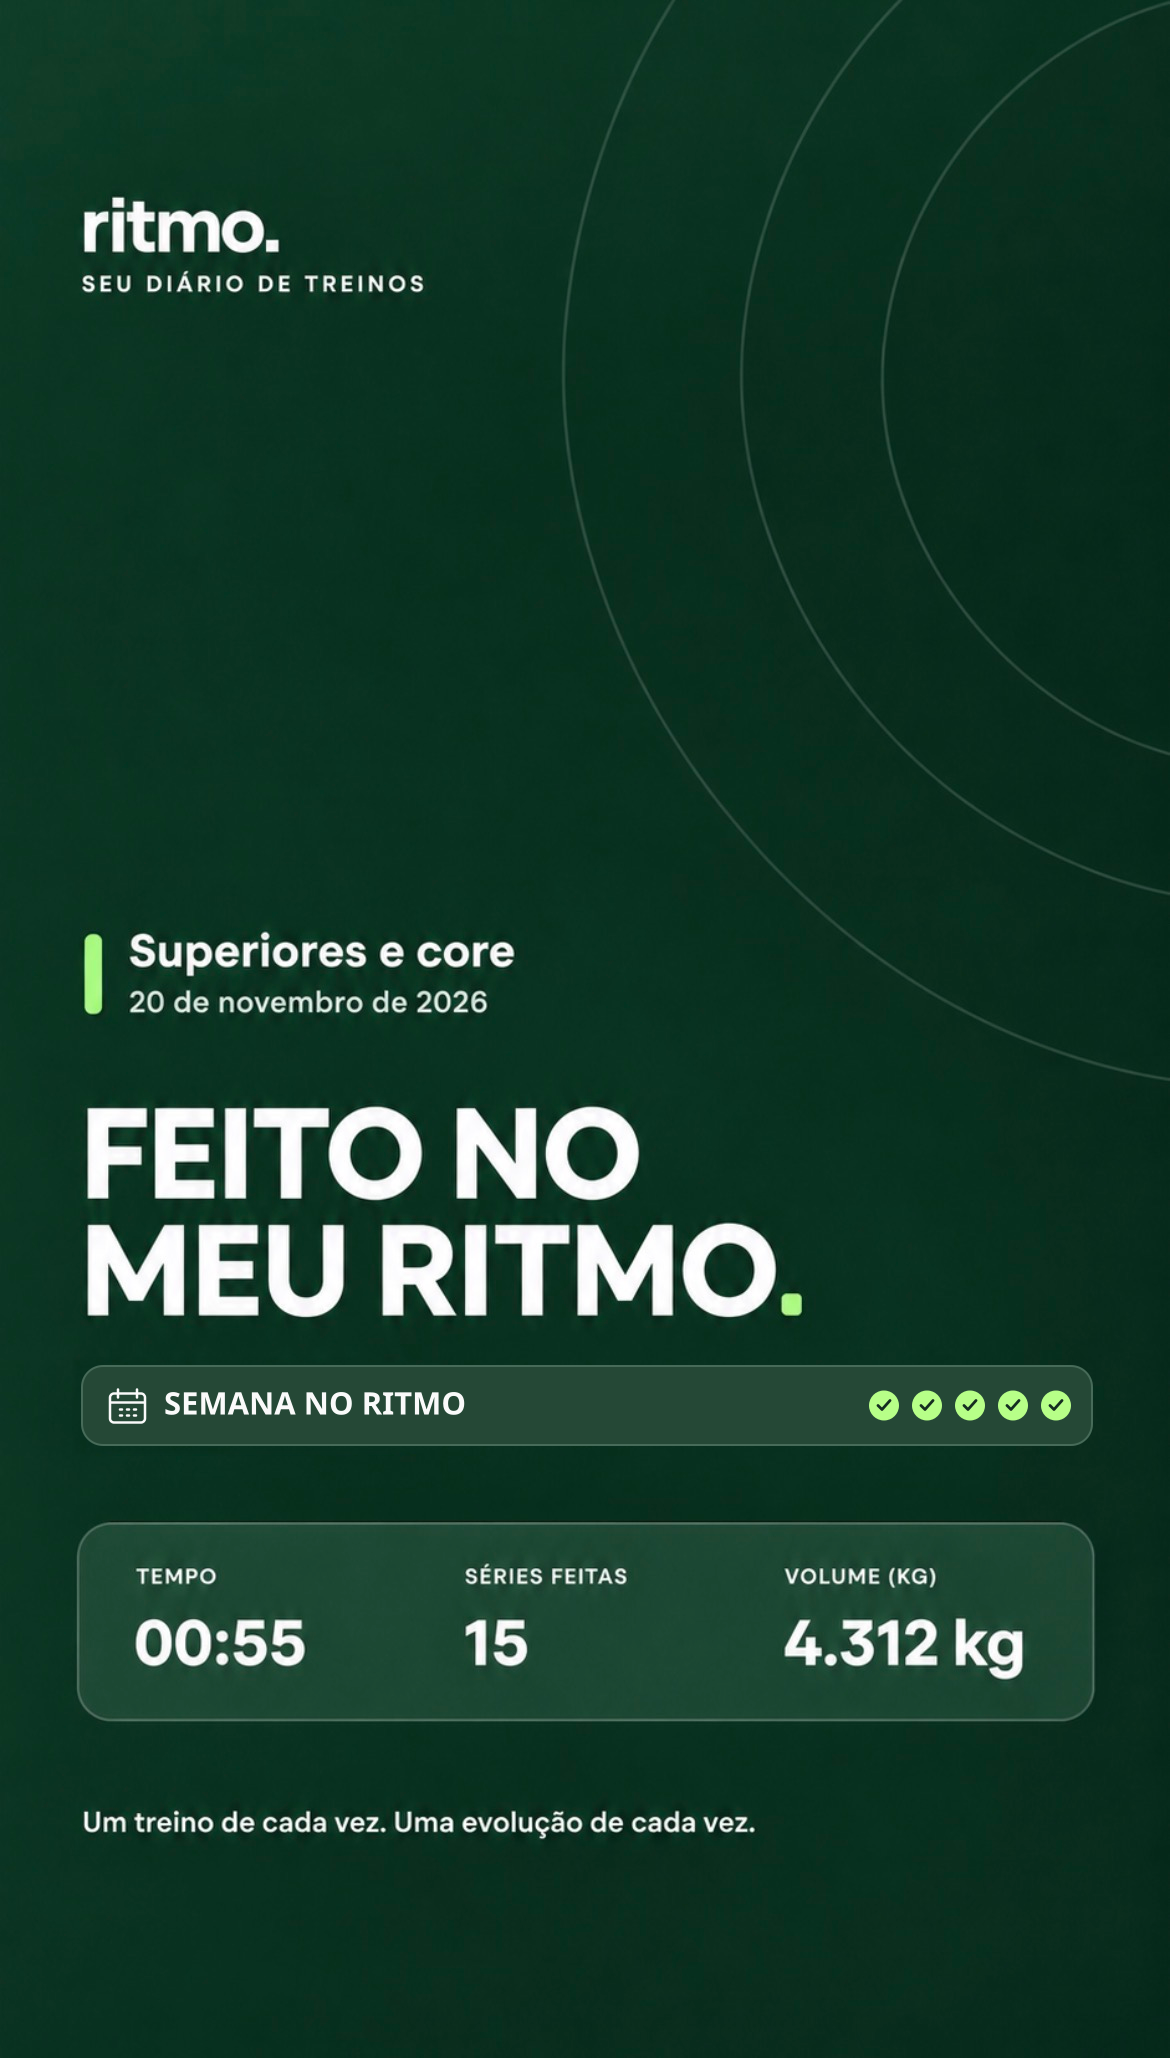 ritmo.
SEU DIÁRIO DE TREINOS
Superiores e core
20 de novembro de 2026
FEITO NO
MEU RITMO.
SEMANA NO RITMO
TEMPO SÉRIES FEITAS VOLUME (KG)
00:55 15 4.312 kg
Um treino de cada vez. Uma evolução de cada vez.